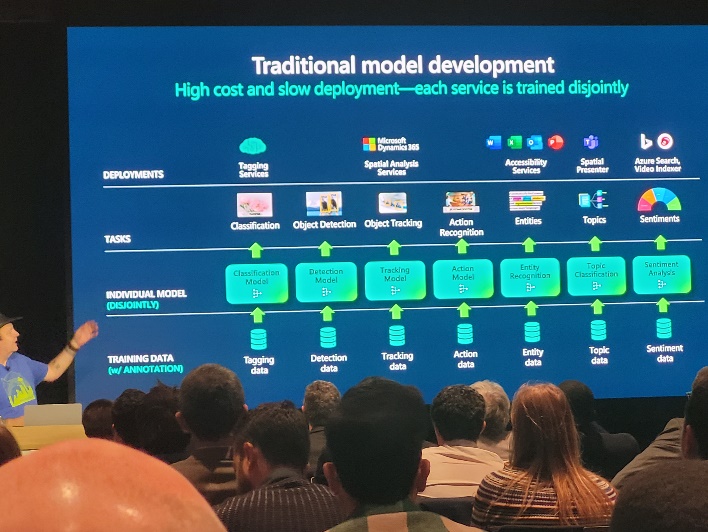 Traditional model development
High cost and slow deployment—each service is trained disjointly
Microsoft
Dynamics 365
Tagging
Services
Spatial Analysis
Services
Accessibility
Services
Spatial
Presenter
Azure Search,
Video Indexer
DEPLOYMENTS
Classification
Object Detection
Object Tracking
Action
Recognition
Entities
Topics
Sentiments
TASKS
Classification
Model
Detection
Model
Tracking
Model
Action
Model
Entity
Recognition
Topic
Classification
Sentiment
Analysis
INDIVIDUAL MODEL
(DISJOINTLY)
Tagging
data
Detection
data
Tracking
data
Action
data
Entity
data
Topic
data
Sentiment
data
TRAINING DATA
(w/ ANNOTATION)